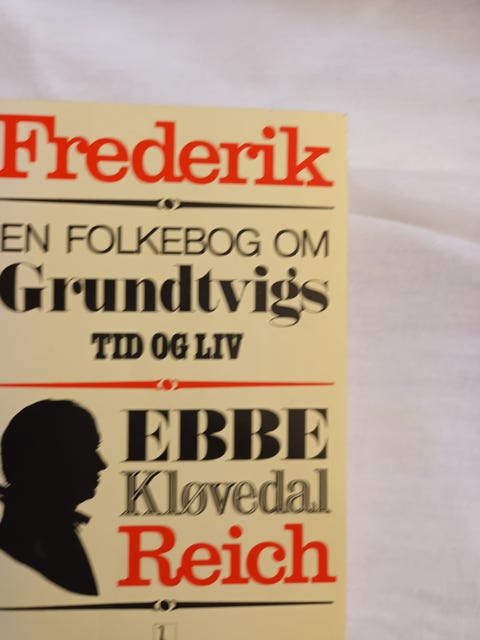 Frederik
EN FOLKEBOG OM
Grundtvigs
TID OG LIV
EBBE
Kløvedal
Reich
1